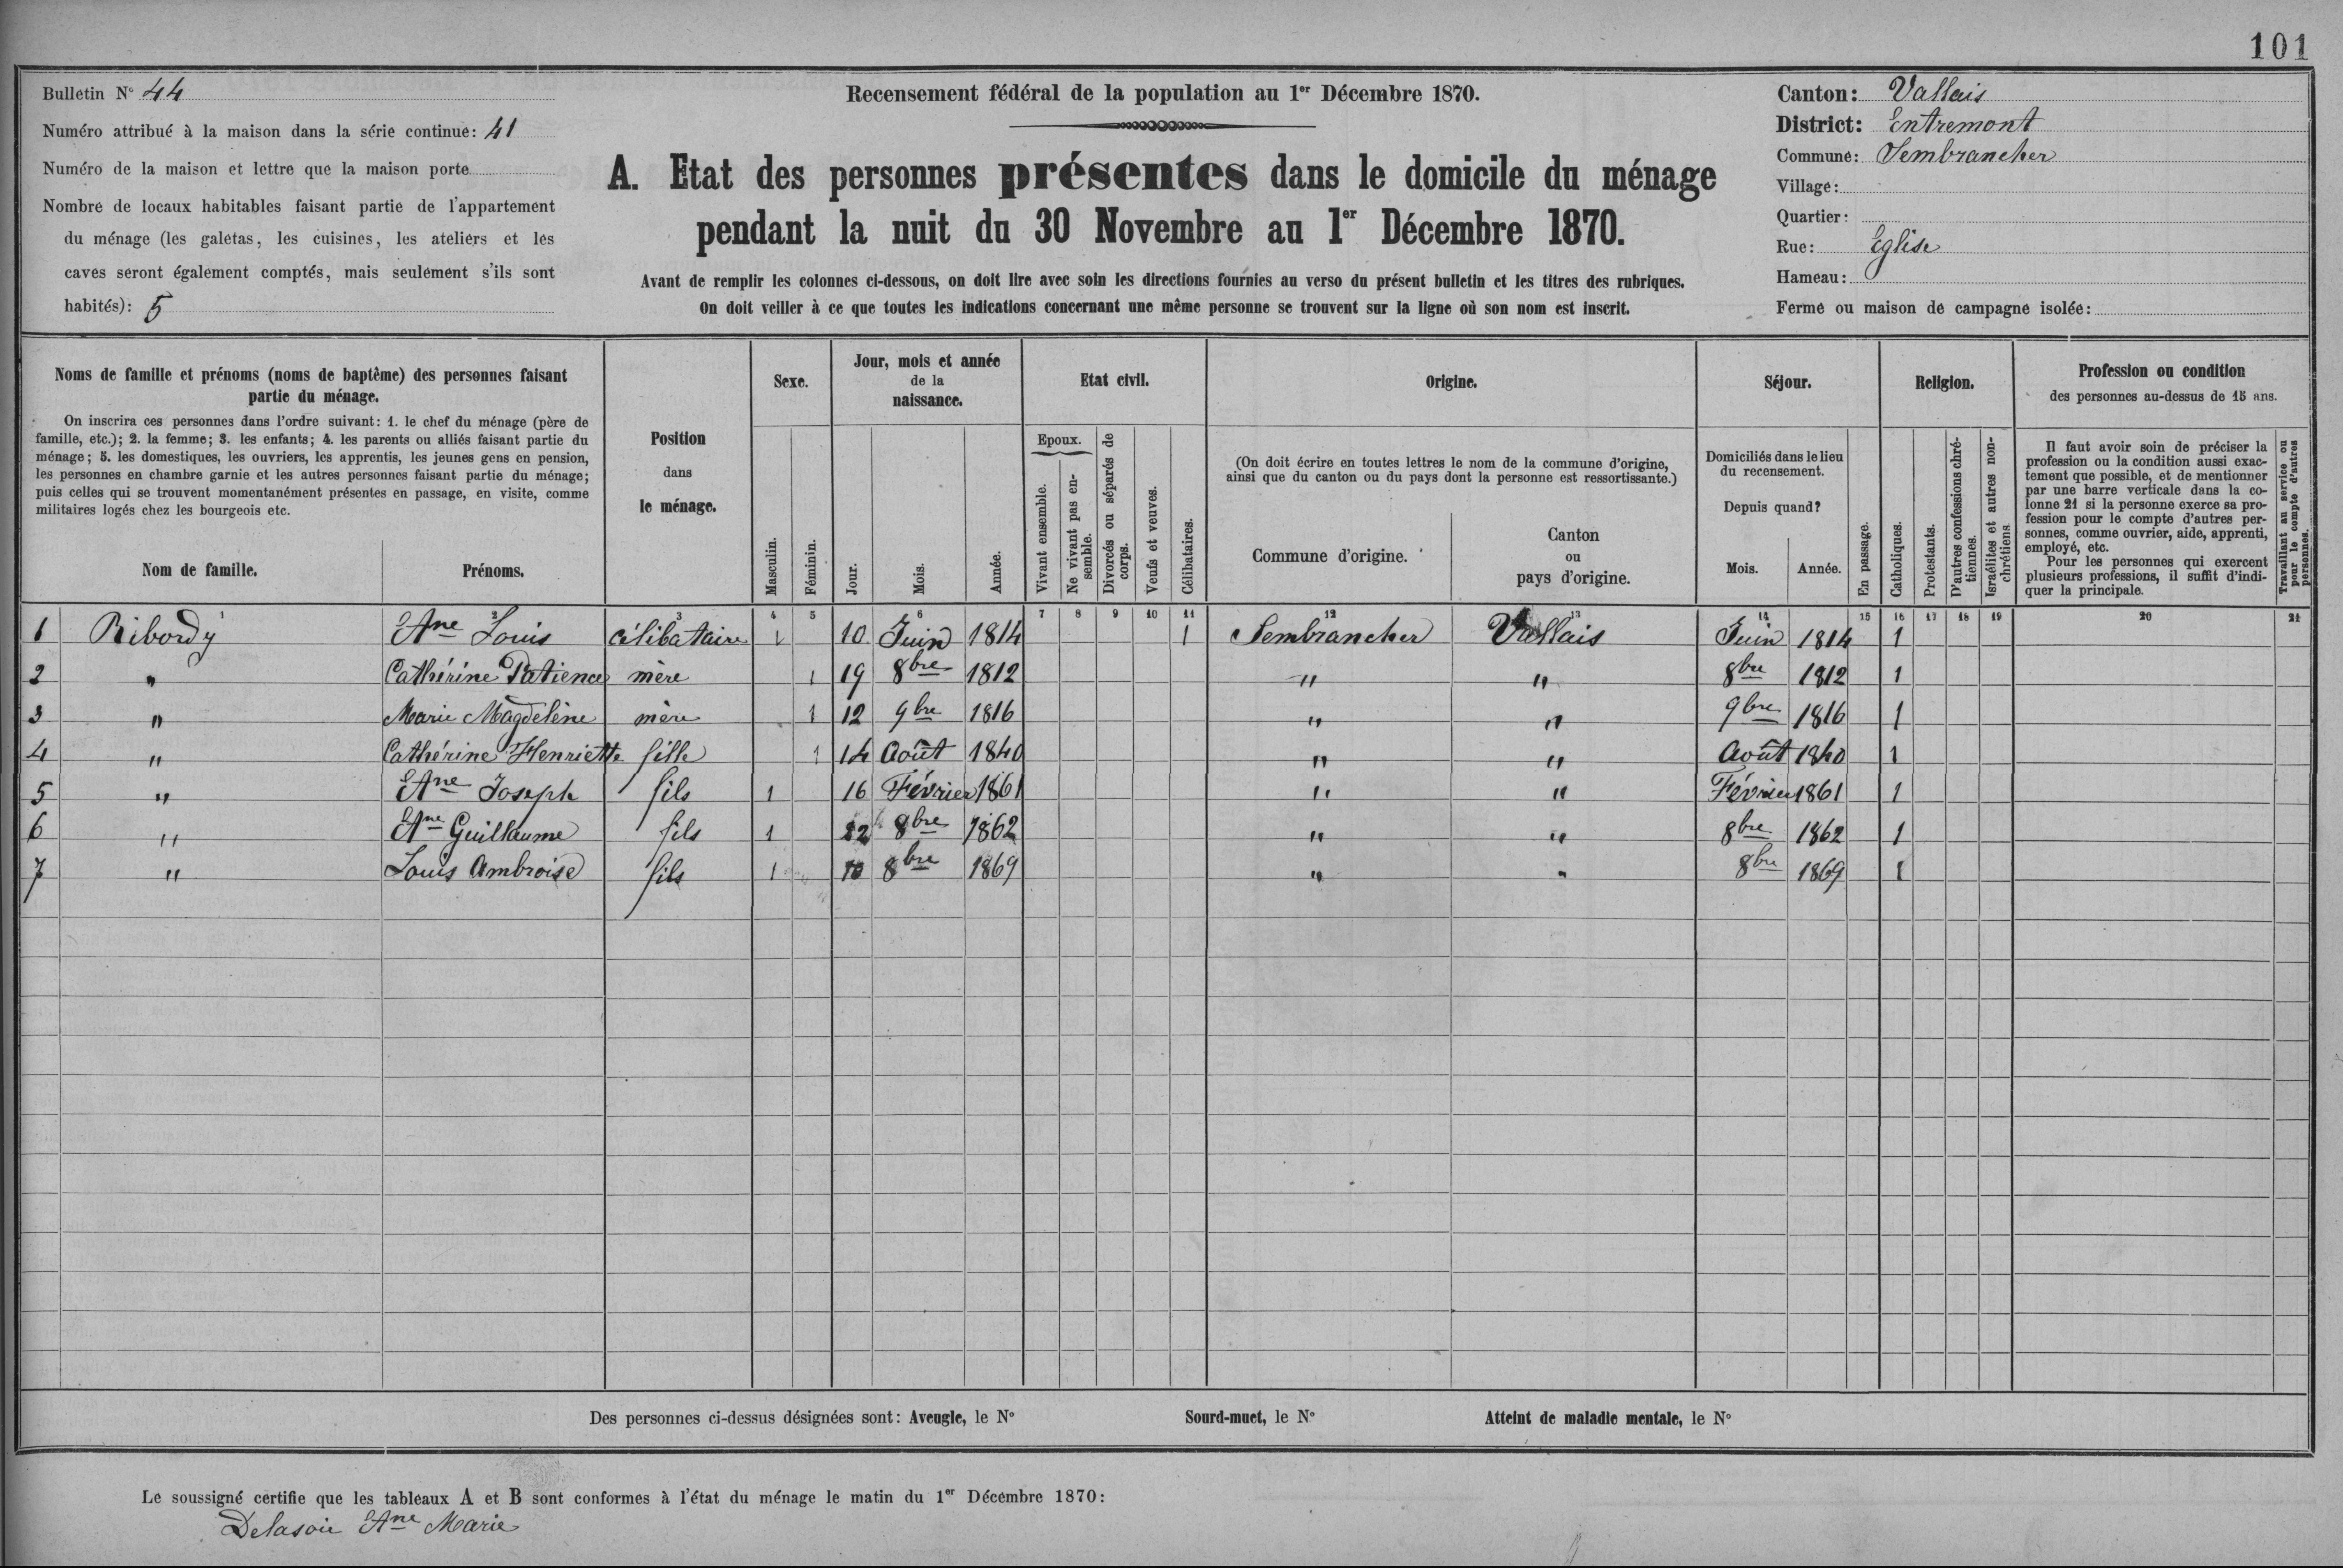 101
Bulletin N° 44
Numéro attribué à la maison dans la série continue: 41
Numéro de la maison et lettre que la maison porte
Nombre de locaux habitables faisant partie de l'appartement
du ménage (les galetas, les cuisines, les ateliers et les
caves seront également comptés, mais seulement s'ils sont
habités): 5
Recensement fédéral de la population au 1er Décembre 1870.
A. Etat des personnes présentes dans le domicile du ménage
pendant la nuit du 30 Novembre au 1er Décembre 1870.
Avant de remplir les colonnes ci-dessous, on doit lire avec soin les directions fournies au verso du présent bulletin et les titres des rubriques.
On doit veiller à ce que toutes les indications concernant une même personne se trouvent sur la ligne où son nom est inscrit.
Canton: Vallais
District: Entremont
Commune: Sembrancher
Village:
Quartier:
Rue: Eglise
Hameau:
Ferme ou maison de campagne isolée:
Noms de famille et prénoms (noms de baptême) des personnes faisant
partie du ménage.
On inscrira ces personnes dans l'ordre suivant: 1. le chef du ménage (père de
famille, etc.); 2. la femme; 3. les enfants; 4. les parents ou alliés faisant partie du
ménage; 5. les domestiques, les ouvriers, les apprentis, les jeunes gens en pension,
les personnes en chambre garnie et les autres personnes faisant partie du ménage;
puis celles qui se trouvent momentanément présentes en passage, en visite, comme
militaires logés chez les bourgeois etc.
Nom de famille.
Prénoms.
Position
dans
le ménage.
Sexe.
Masculin.
Féminin.
Jour, mois et année
de la
naissance.
Jour.
Mois.
Année.
Etat civil.
Epoux.
Vivant ensemble.
Ne vivant pas en-
semble.
Divorcés ou séparés de
corps.
Veufs et veuves.
Célibataires.
Origine.
(On doit écrire en toutes lettres le nom de la commune d'origine,
ainsi que du canton ou du pays dont la personne est ressortissante.)
Commune d'origine.
Canton
ou
pays d'origine.
Séjour.
Domiciliés dans le lieu
du recensement.
Depuis quand?
Mois.
Année.
En passage.
Religion.
Catholiques.
Protestants.
D'autres confessions chré-
tiennes.
Israélites et autres non-
chrétiens.
Profession ou condition
des personnes au-dessus de 15 ans.
Il faut avoir soin de préciser la
profession ou la condition aussi exac-
tement que possible, et de mentionner
par une barre verticale dans la co-
lonne 21 si la personne exerce sa pro-
fession pour le compte d'autres per-
sonnes, comme ouvrier, aide, apprenti,
employé, etc.
Pour les personnes qui exercent
plusieurs professions, il suffit d'indi-
quer la principale.
Travaillant au service ou
pour le compte d'autres
personnes.
1 2 3 4 5 6 7 8 9 10 11 12 13 14 15 16 17 18 19 20 21
1 Ribordy Etne Louis célibataire 1 10 Juin 1814 1 Sembrancher Vallais Juin 1814 1
2 " Cathérine Patience mère 1 19 8bre 1812 " " 8bre 1812 1
3 " Marie Magdelène mère 1 12 9bre 1816 " " 9bre 1816 1
4 " Cathérine Henriette fille 1 14 Août 1840 " " Août 1840 1
5 " Etne Joseph fils 1 16 Février 1861 " " Février 1861 1
6 " Etne Guillaume fils 1 22 8bre 1862 " " 8bre 1862 1
7 " Louis Ambroise fils 1 10 8bre 1869 " " 8bre 1869 1
Des personnes ci-dessus désignées sont: Aveugle, le N° Sourd-muet, le N° Atteint de maladie mentale, le N°
Le soussigné certifie que les tableaux A et B sont conformes à l'état du ménage le matin du 1er Décembre 1870:
Delasoie Etne Marie